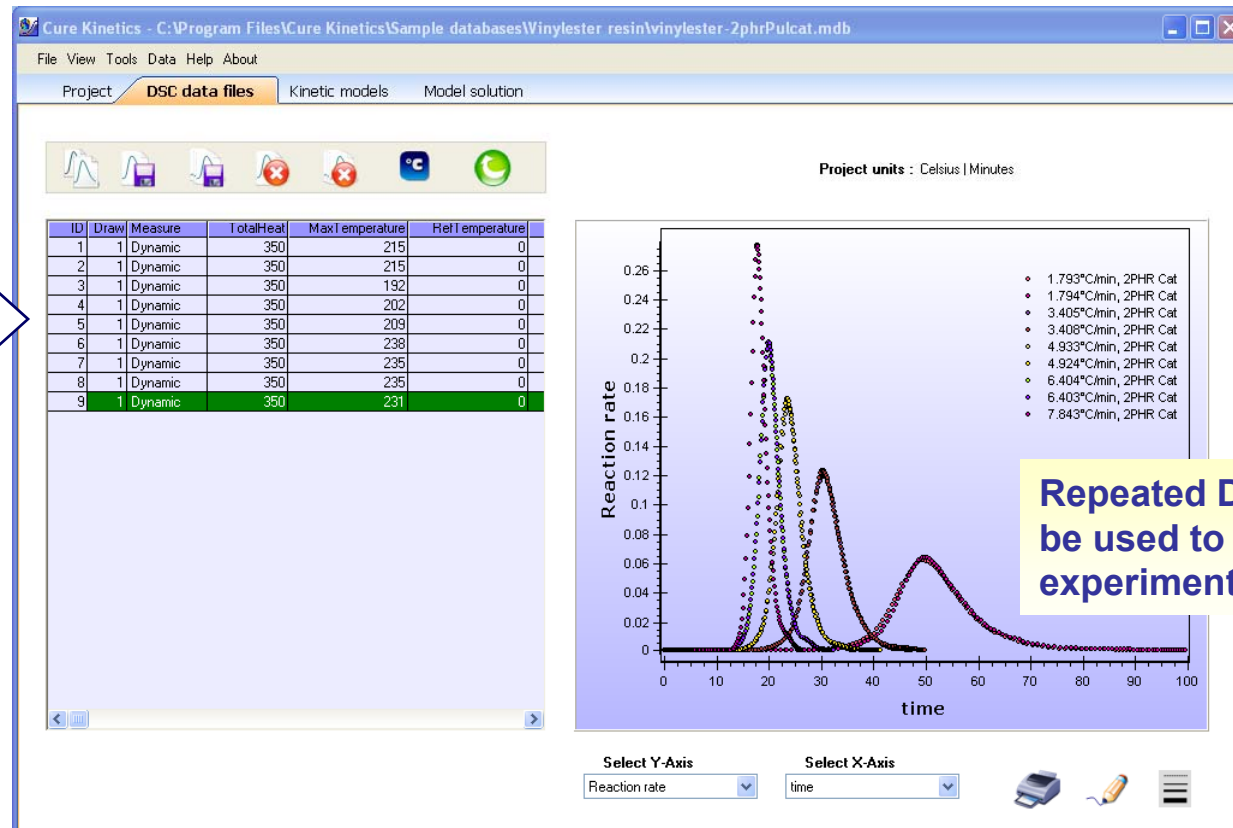 Cure Kinetics - C:\Program Files\Cure Kinetics\Sample databases\Vinylester resin\vinylester-2phrPulcat.mdb
File View Tools Data Help About
Project DSC data files Kinetic models Model solution
°C
Project units : Celsius | Minutes
ID Draw Measure TotalHeat MaxTemperature RefTemperature
1 1 Dynamic 350 215 0
2 1 Dynamic 350 215 0
3 1 Dynamic 350 192 0
4 1 Dynamic 350 202 0
5 1 Dynamic 350 209 0
6 1 Dynamic 350 238 0
7 1 Dynamic 350 235 0
8 1 Dynamic 350 235 0
9 1 Dynamic 350 231 0
Reaction rate
0.26
0.24
0.22
0.2
0.18
0.16
0.14
0.12
0.1
0.08
0.06
0.04
0.02
0
1.793°C/min, 2PHR Cat
1.794°C/min, 2PHR Cat
3.405°C/min, 2PHR Cat
3.408°C/min, 2PHR Cat
4.933°C/min, 2PHR Cat
4.924°C/min, 2PHR Cat
6.404°C/min, 2PHR Cat
6.403°C/min, 2PHR Cat
7.843°C/min, 2PHR Cat
Repeated D
be used to
experiment
0 10 20 30 40 50 60 70 80 90 100
time
Select Y-Axis Select X-Axis
Reaction rate time